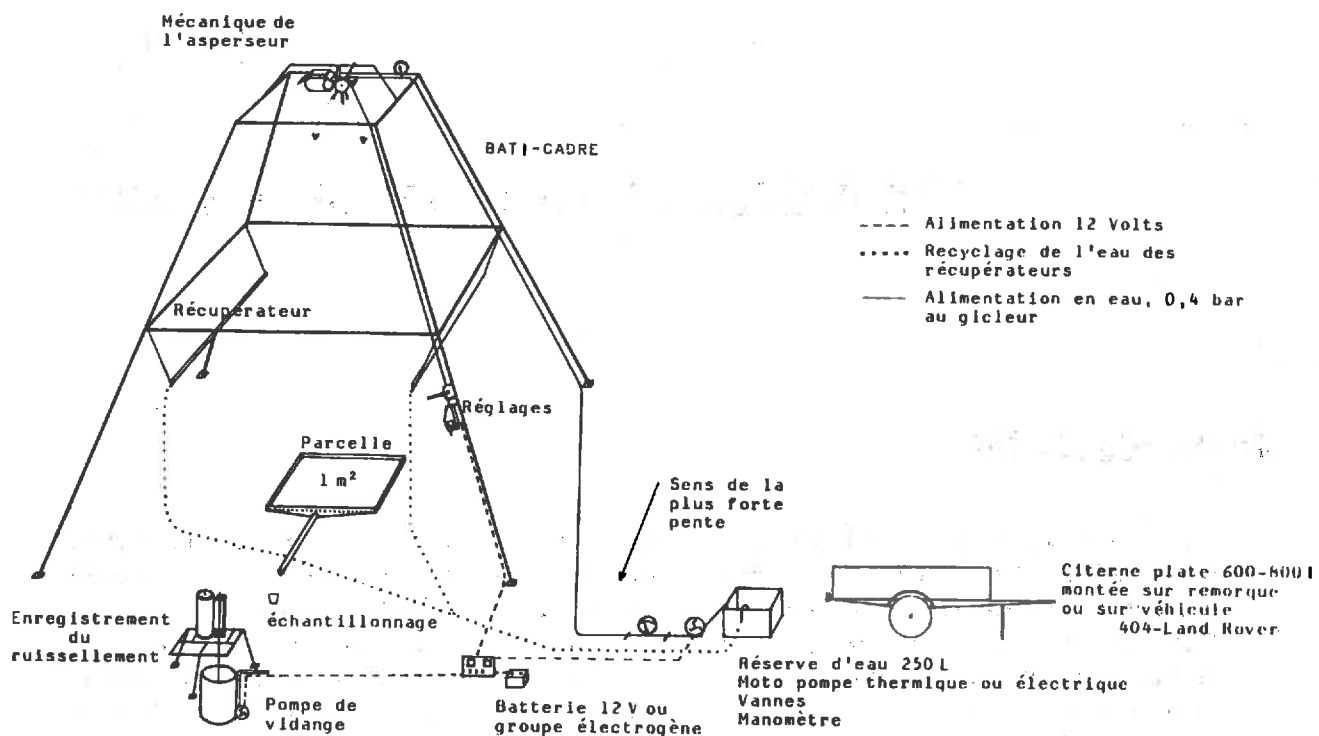 Mécanique de
l'asperseur
BATI-CADRE
---- Alimentation 12 Volts
..... Recyclage de l'eau des
récupérateurs
Alimentation en eau, 0,4 bar
au gicleur
Récupérateur
Réglages
Parcelle
1 m²
Sens de la
plus forte
pente
Citerne plate 600-800 l
montée sur remorque
ou sur véhicule
404-Land Rover
Enregistrement
du
ruissellement
échantillonnage
Réserve d'eau 250 L
Moto pompe thermique ou électrique
Vannes
Manomètre
Pompe de
vidange
Batterie 12 V ou
groupe électrogène